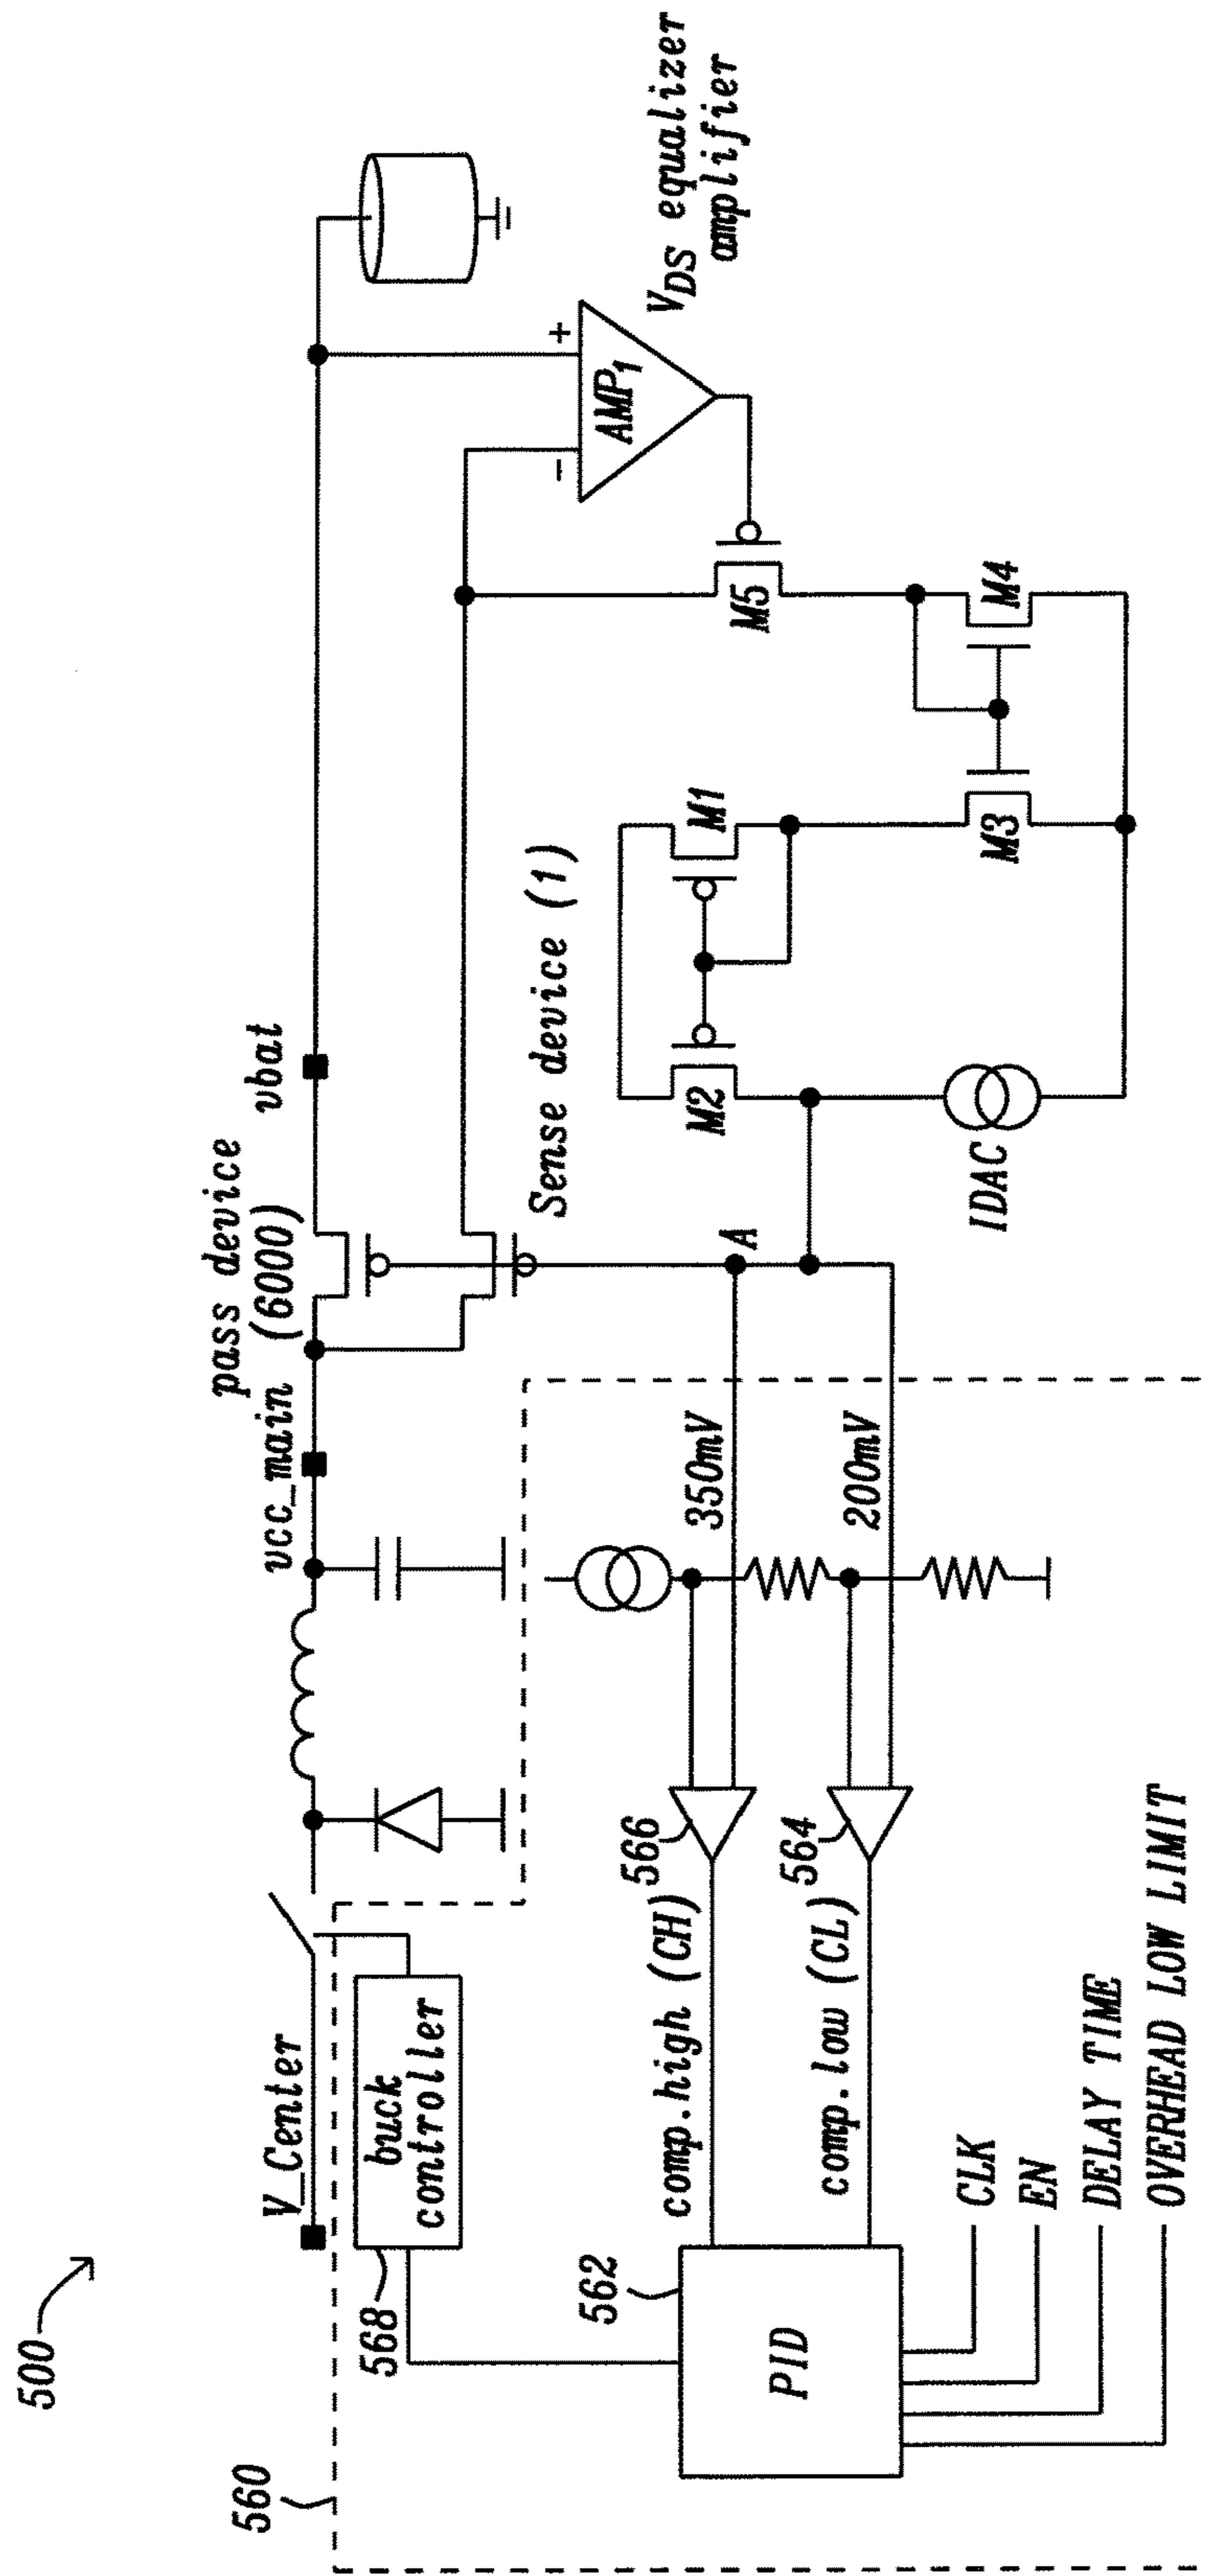 500
560
V_Center
vcc_main
pass device
(6000)
vbat
568
buck
controller
Sense device (1)
AMP1
VDS equalizer
amplifier
562
PID
comp.high (CH)
566
350mV
A
comp.low (CL)
564
200mV
M2
M1
M5
IDAC
M3
M4
CLK
EN
DELAY TIME
OVERHEAD LOW LIMIT
+
−